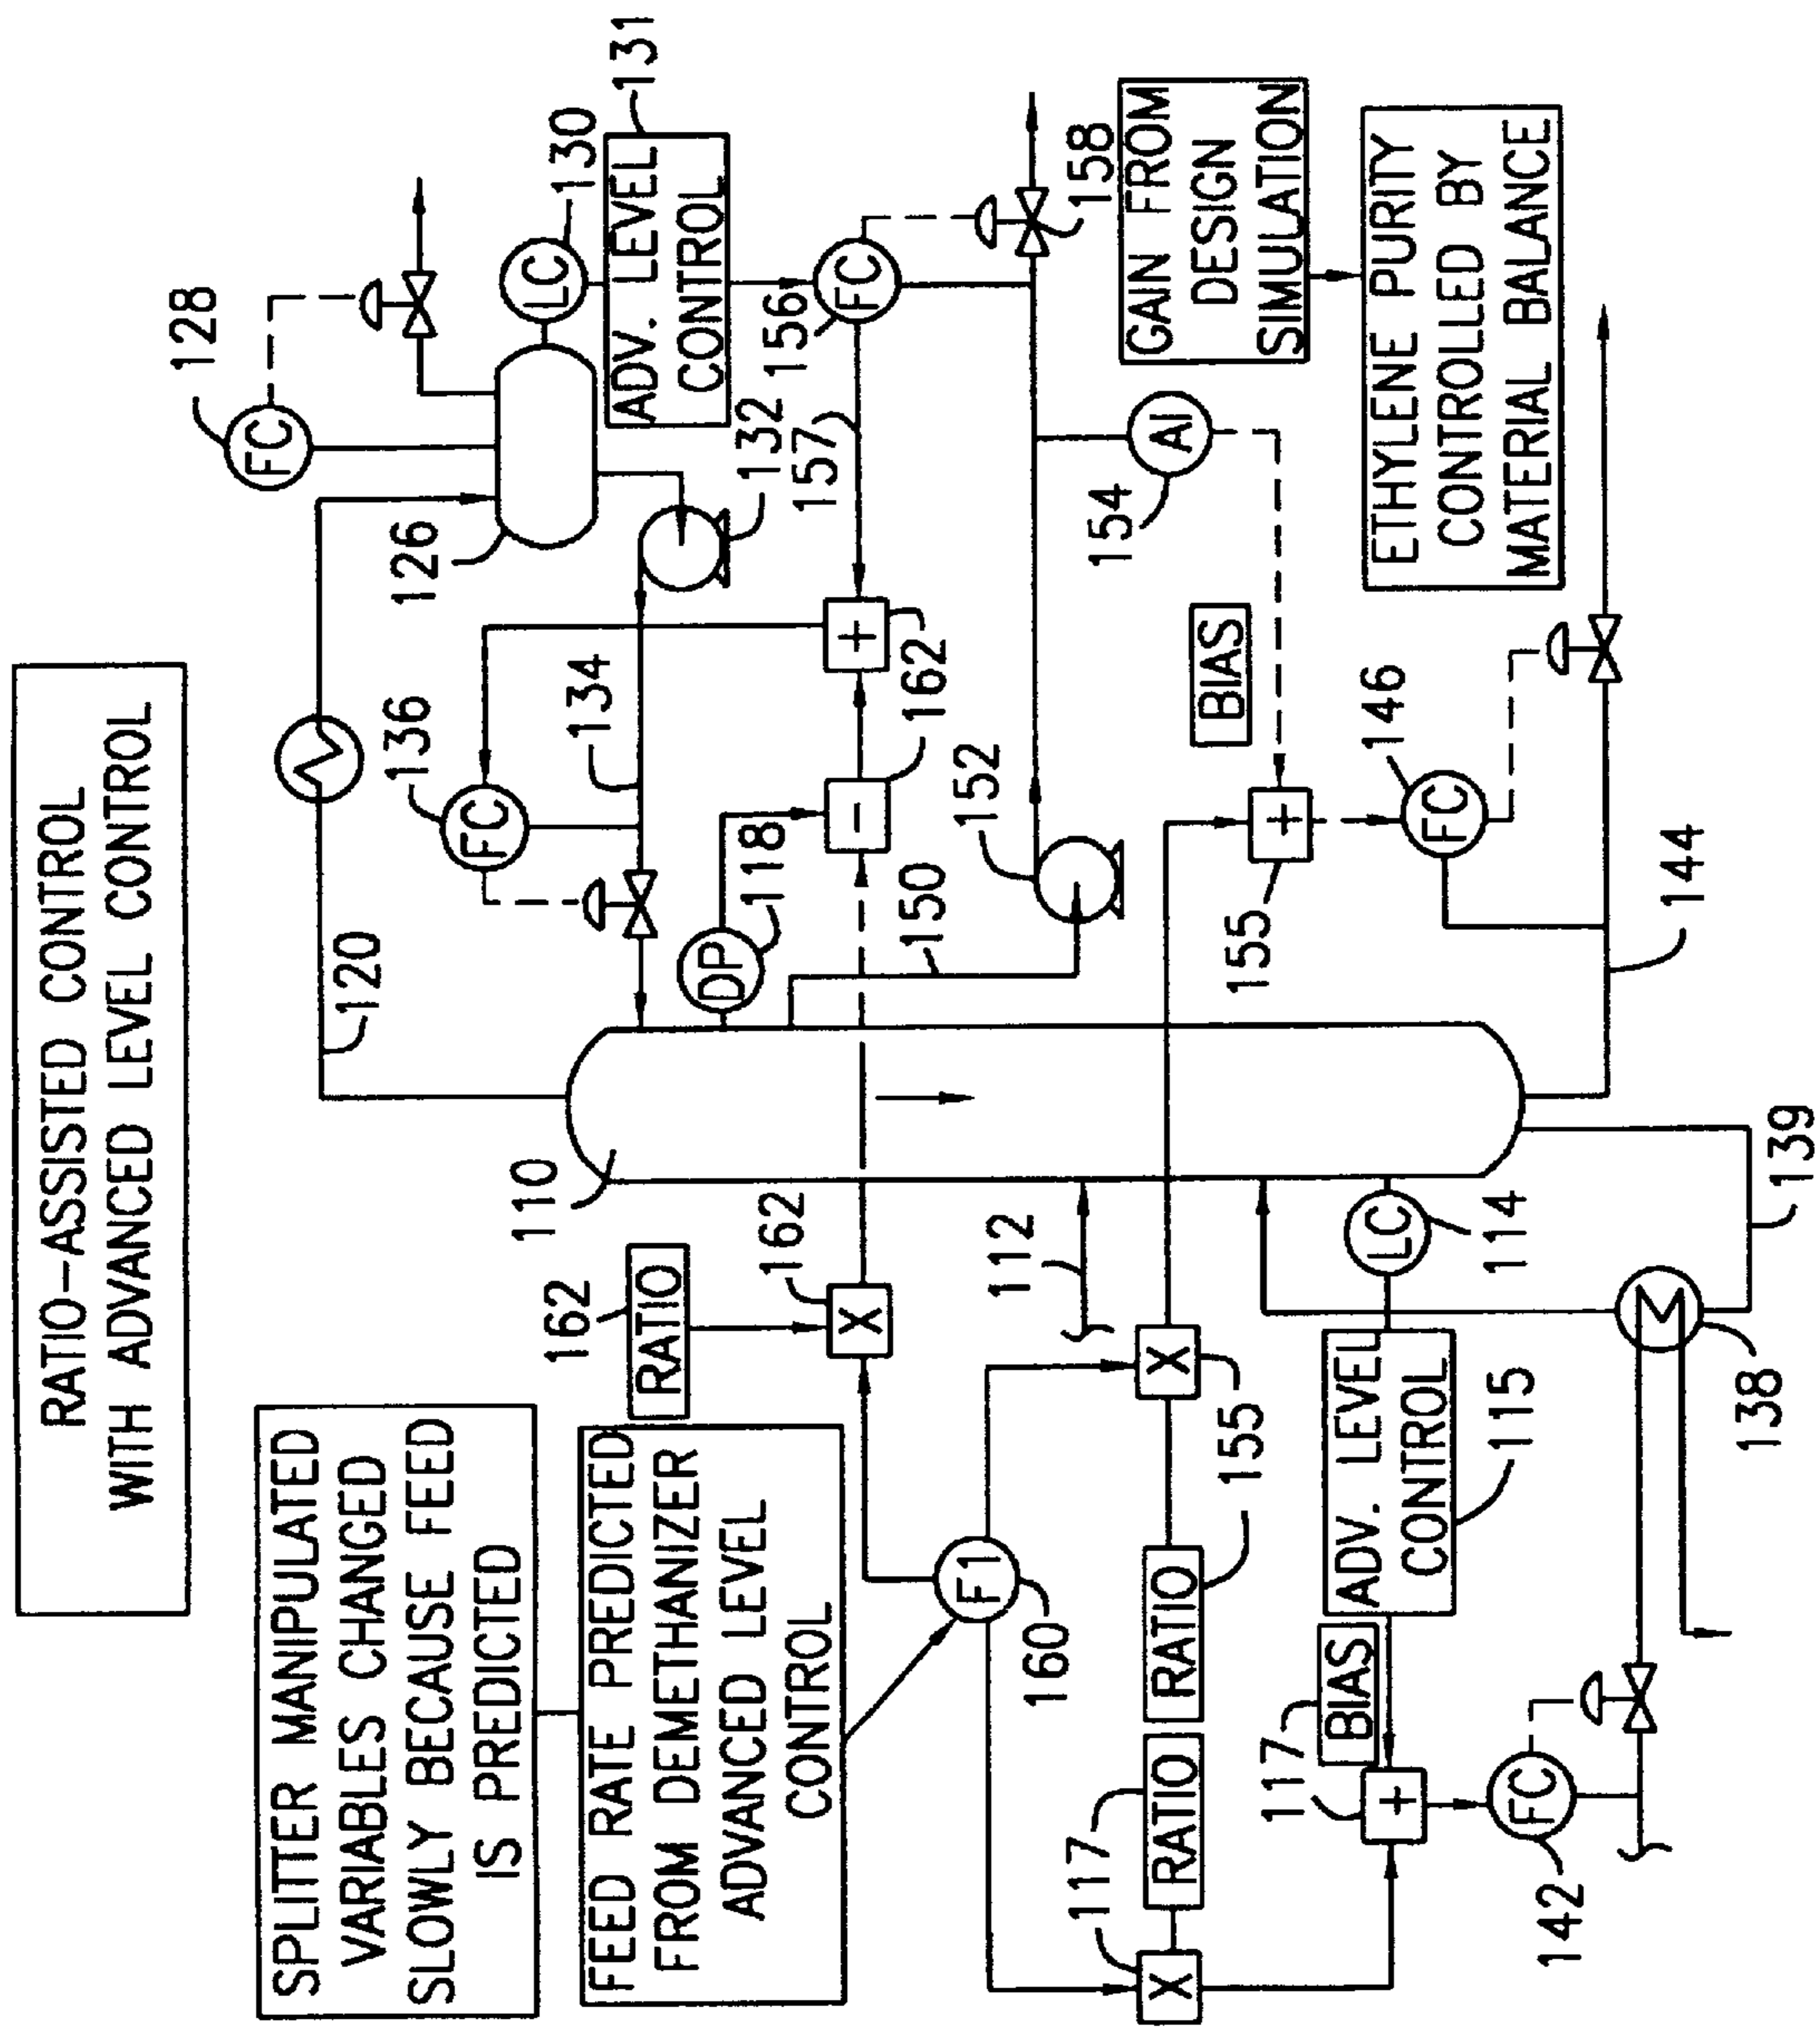 RATIO-ASSISTED CONTROL
WITH ADVANCED LEVEL CONTROL
SPLITTER MANIPULATED
VARIABLES CHANGED
SLOWLY BECAUSE FEED
IS PREDICTED
FEED RATE PREDICTED
FROM DEMETHANIZER
ADVANCED LEVEL
CONTROL
162
RATIO
162
X
110
120
136
FC
134
126
128
FC
LC
130
ADV. LEVEL
CONTROL
131
132
157
156
FC
+
162
-
DP
118
150
152
158
GAIN FROM
DESIGN
SIMULATION
154
AI
BIAS
ETHYLENE PURITY
CONTROLLED BY
MATERIAL BALANCE
F1
160
112
X
155
RATIO
155
117
RATIO
117
X
+
155
146
FC
144
LC
114
ADV. LEVEL
CONTROL
115
BIAS
117
+
FC
142
138
139